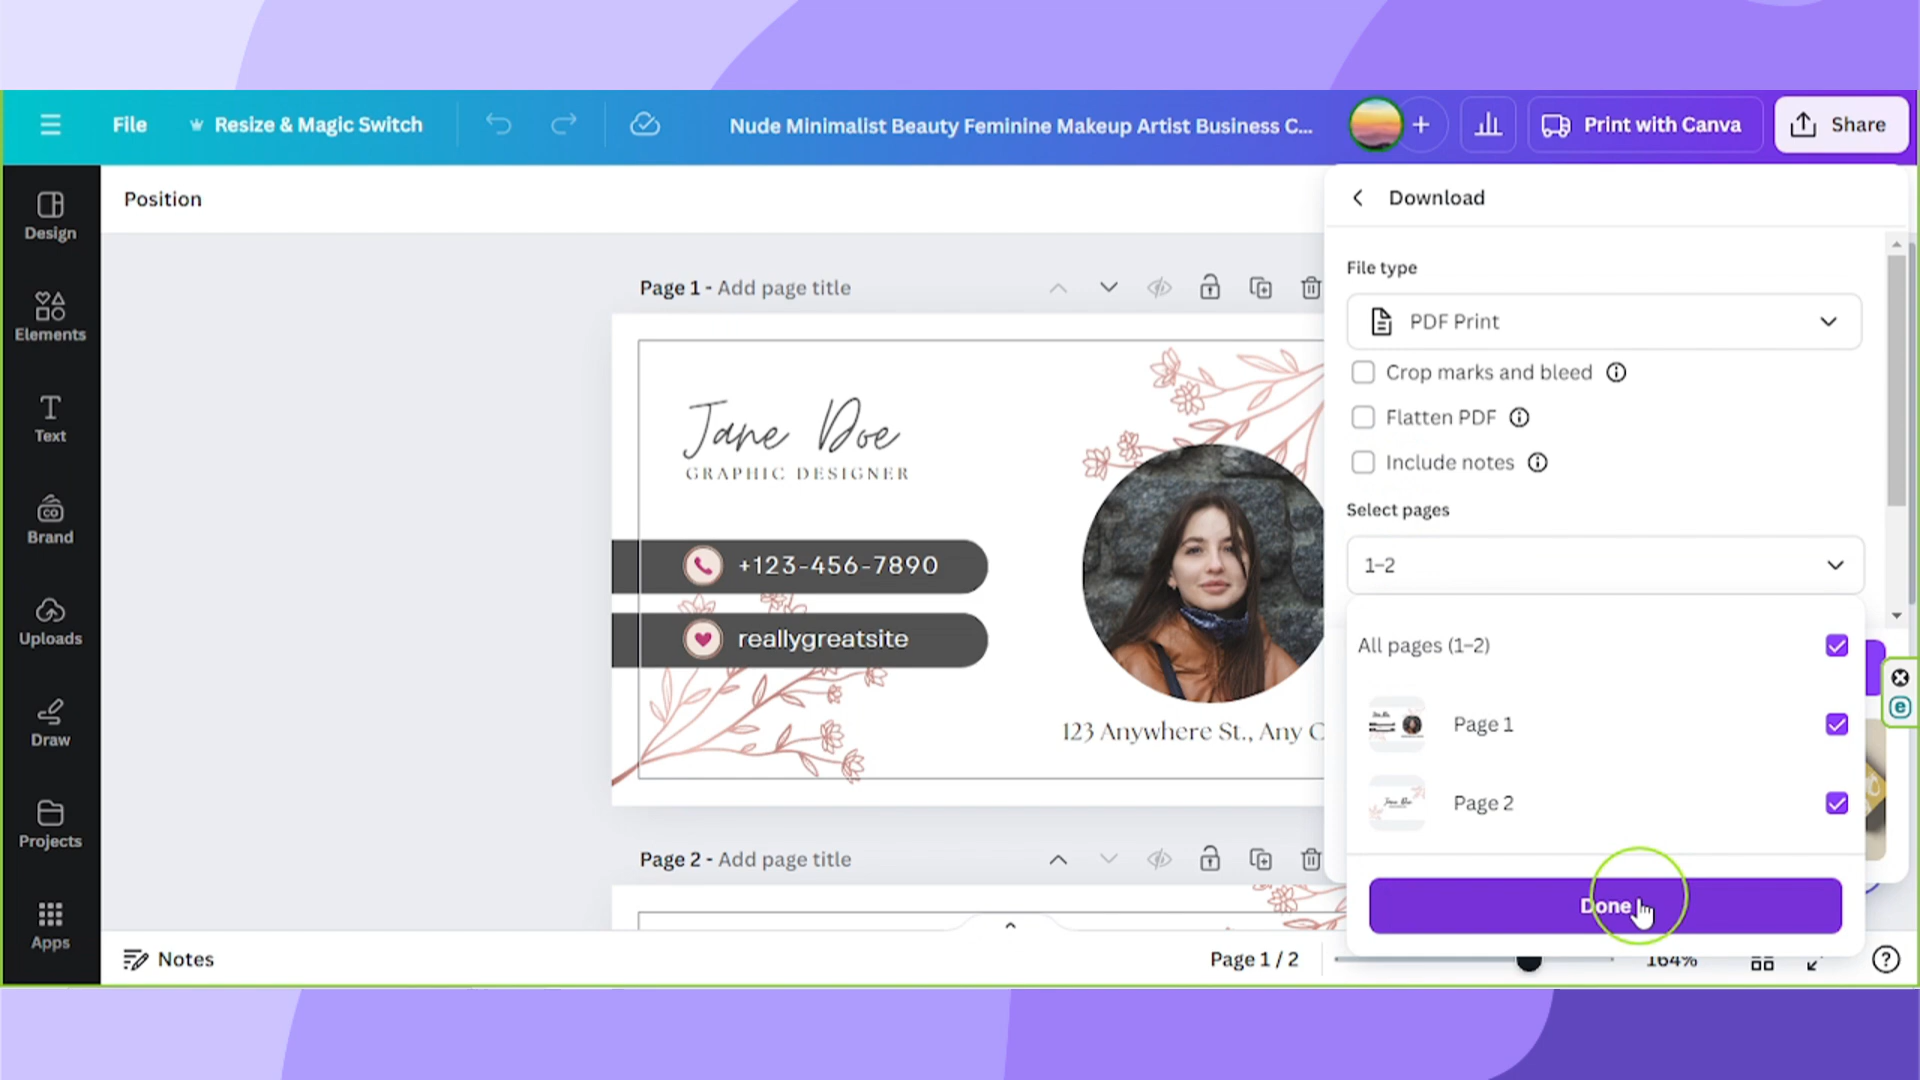 File
Resize & Magic Switch
Nude Minimalist Beauty Feminine Makeup Artist Business C...
Print with Canva
Share
Position
Design
Elements
Text
Brand
Uploads
Draw
Projects
Apps
Page 1 - Add page title
Jane Doe
GRAPHIC DESIGNER
+123-456-7890
reallygreatsite
123 Anywhere St., Any C
Page 2 - Add page title
Download
File type
PDF Print
Crop marks and bleed
Flatten PDF
Include notes
Select pages
1-2
All pages (1-2)
Page 1
Page 2
Done
Notes
Page 1 / 2
164%